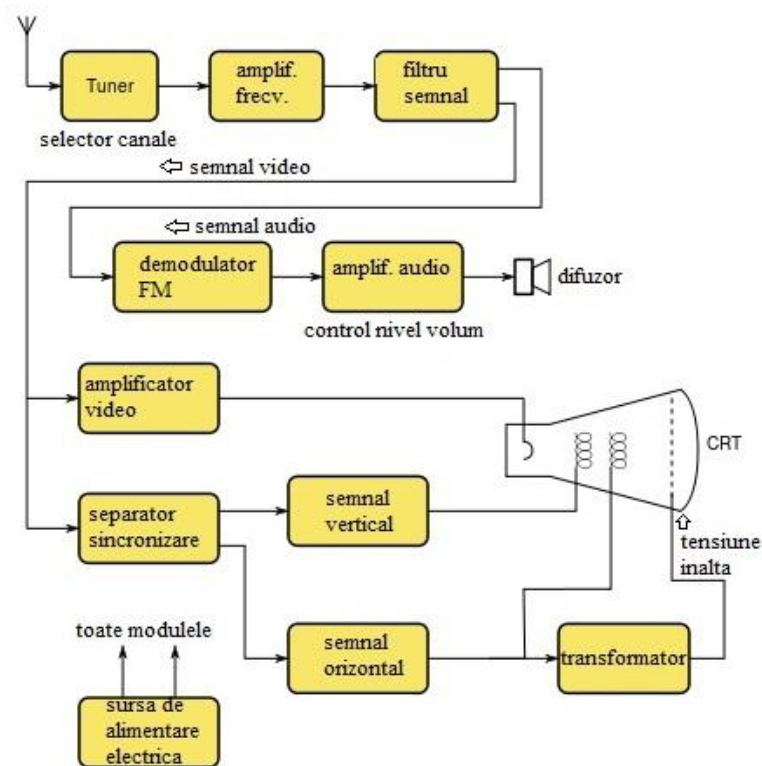 Tuner
amplif.
frecv.
filtru
semnal
selector canale
semnal video
semnal audio
demodulator
FM
amplif. audio
difuzor
control nivel volum
amplificator
video
CRT
separator
sincronizare
semnal
vertical
tensiune
inalta
toate modulele
semnal
orizontal
transformator
sursa de
alimentare
electrica